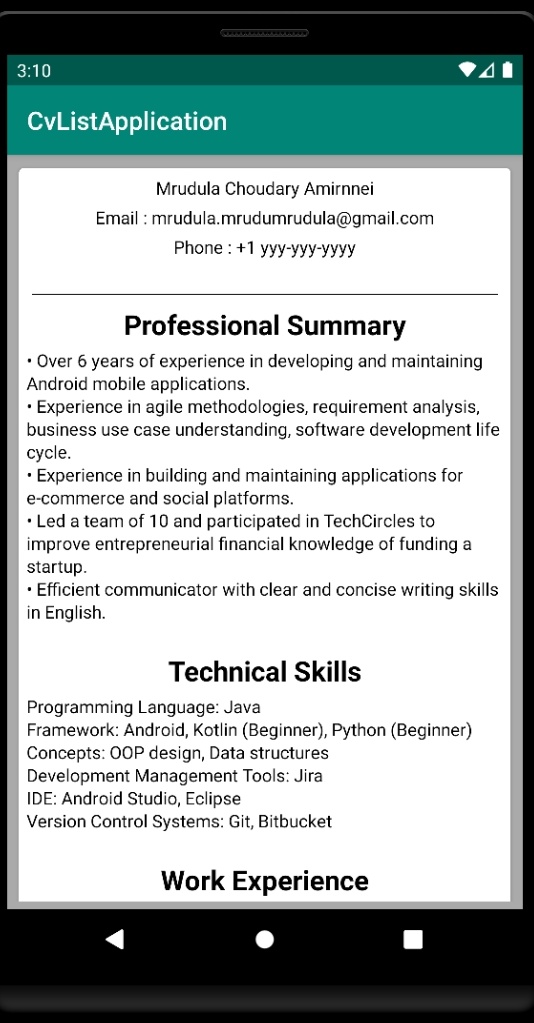 3:10
CvListApplication
Mrudula Choudary Amirnnei
Email : mrudula.mrudumrudula@gmail.com
Phone : +1 yyy-yyy-yyyy
Professional Summary
• Over 6 years of experience in developing and maintaining
Android mobile applications.
• Experience in agile methodologies, requirement analysis,
business use case understanding, software development life
cycle.
• Experience in building and maintaining applications for
e-commerce and social platforms.
• Led a team of 10 and participated in TechCircles to
improve entrepreneurial financial knowledge of funding a
startup.
• Efficient communicator with clear and concise writing skills
in English.
Technical Skills
Programming Language: Java
Framework: Android, Kotlin (Beginner), Python (Beginner)
Concepts: OOP design, Data structures
Development Management Tools: Jira
IDE: Android Studio, Eclipse
Version Control Systems: Git, Bitbucket
Work Experience